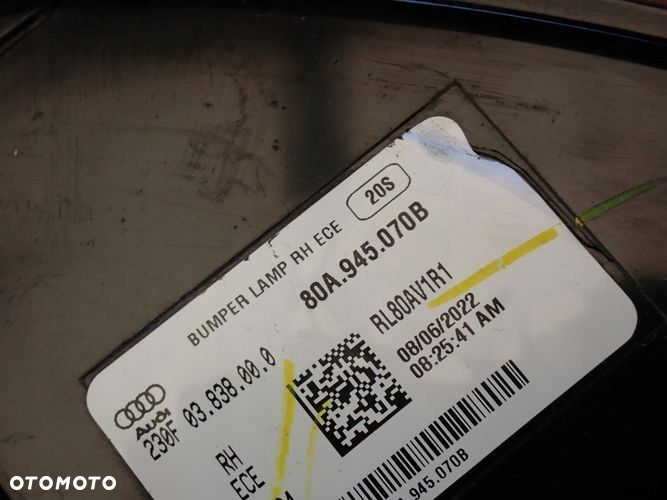 BUMPER LAMP RH ECE
20S
80A.945.070B
RL80AV1R1
08/06/2022
08:25:41 AM
Audi
230F 03.838.00.0
RH
ECE
.945.070B
OTOMOTO
OTOMOTO